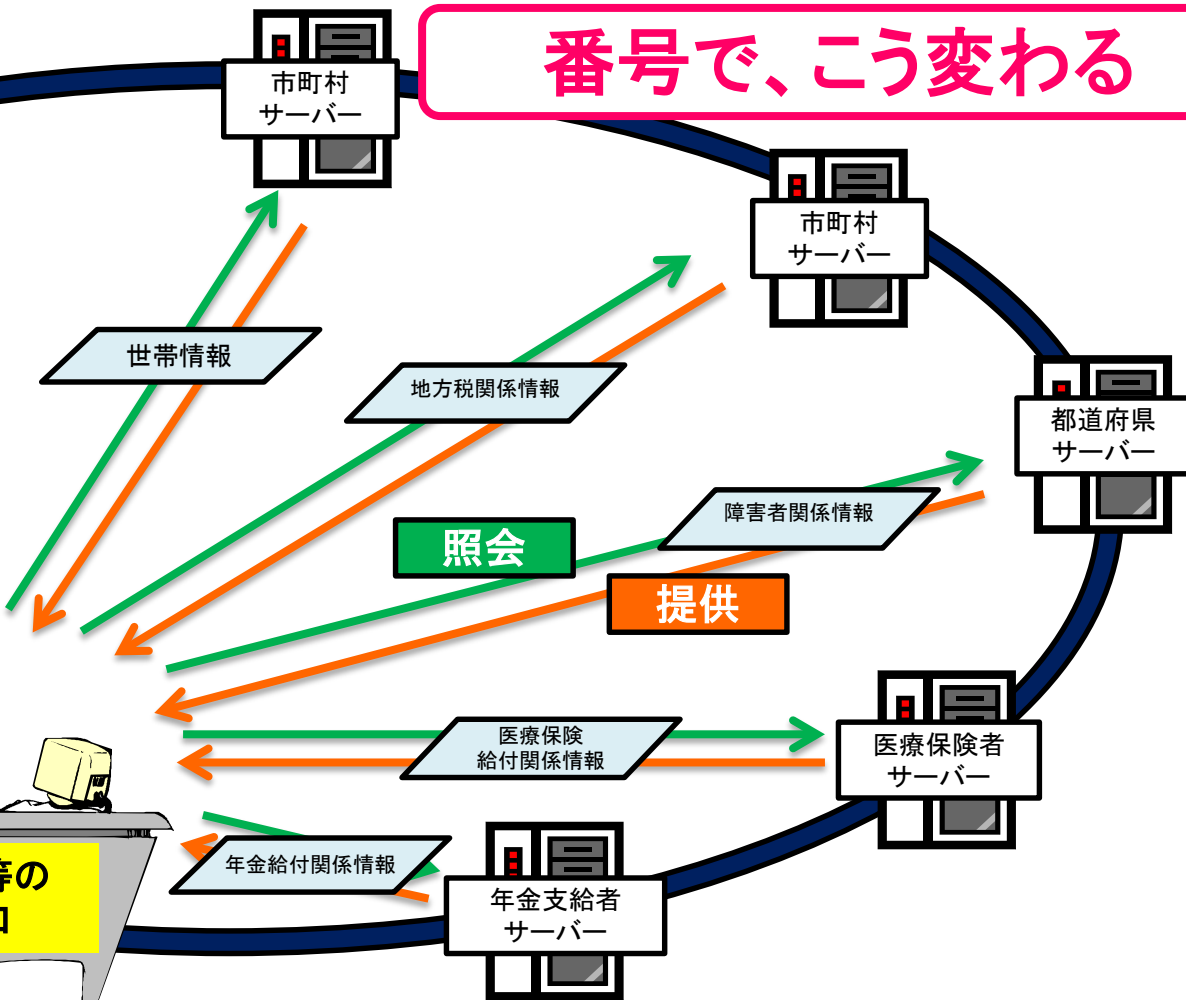 番号で、こう変わる
市町村
サーバー
市町村
サーバー
世帯情報
地方税関係情報
都道府県
サーバー
障害者関係情報
照会
提供
医療保険
給付関係情報
医療保険者
サーバー
年金給付関係情報
等の
年金支給者
サーバー